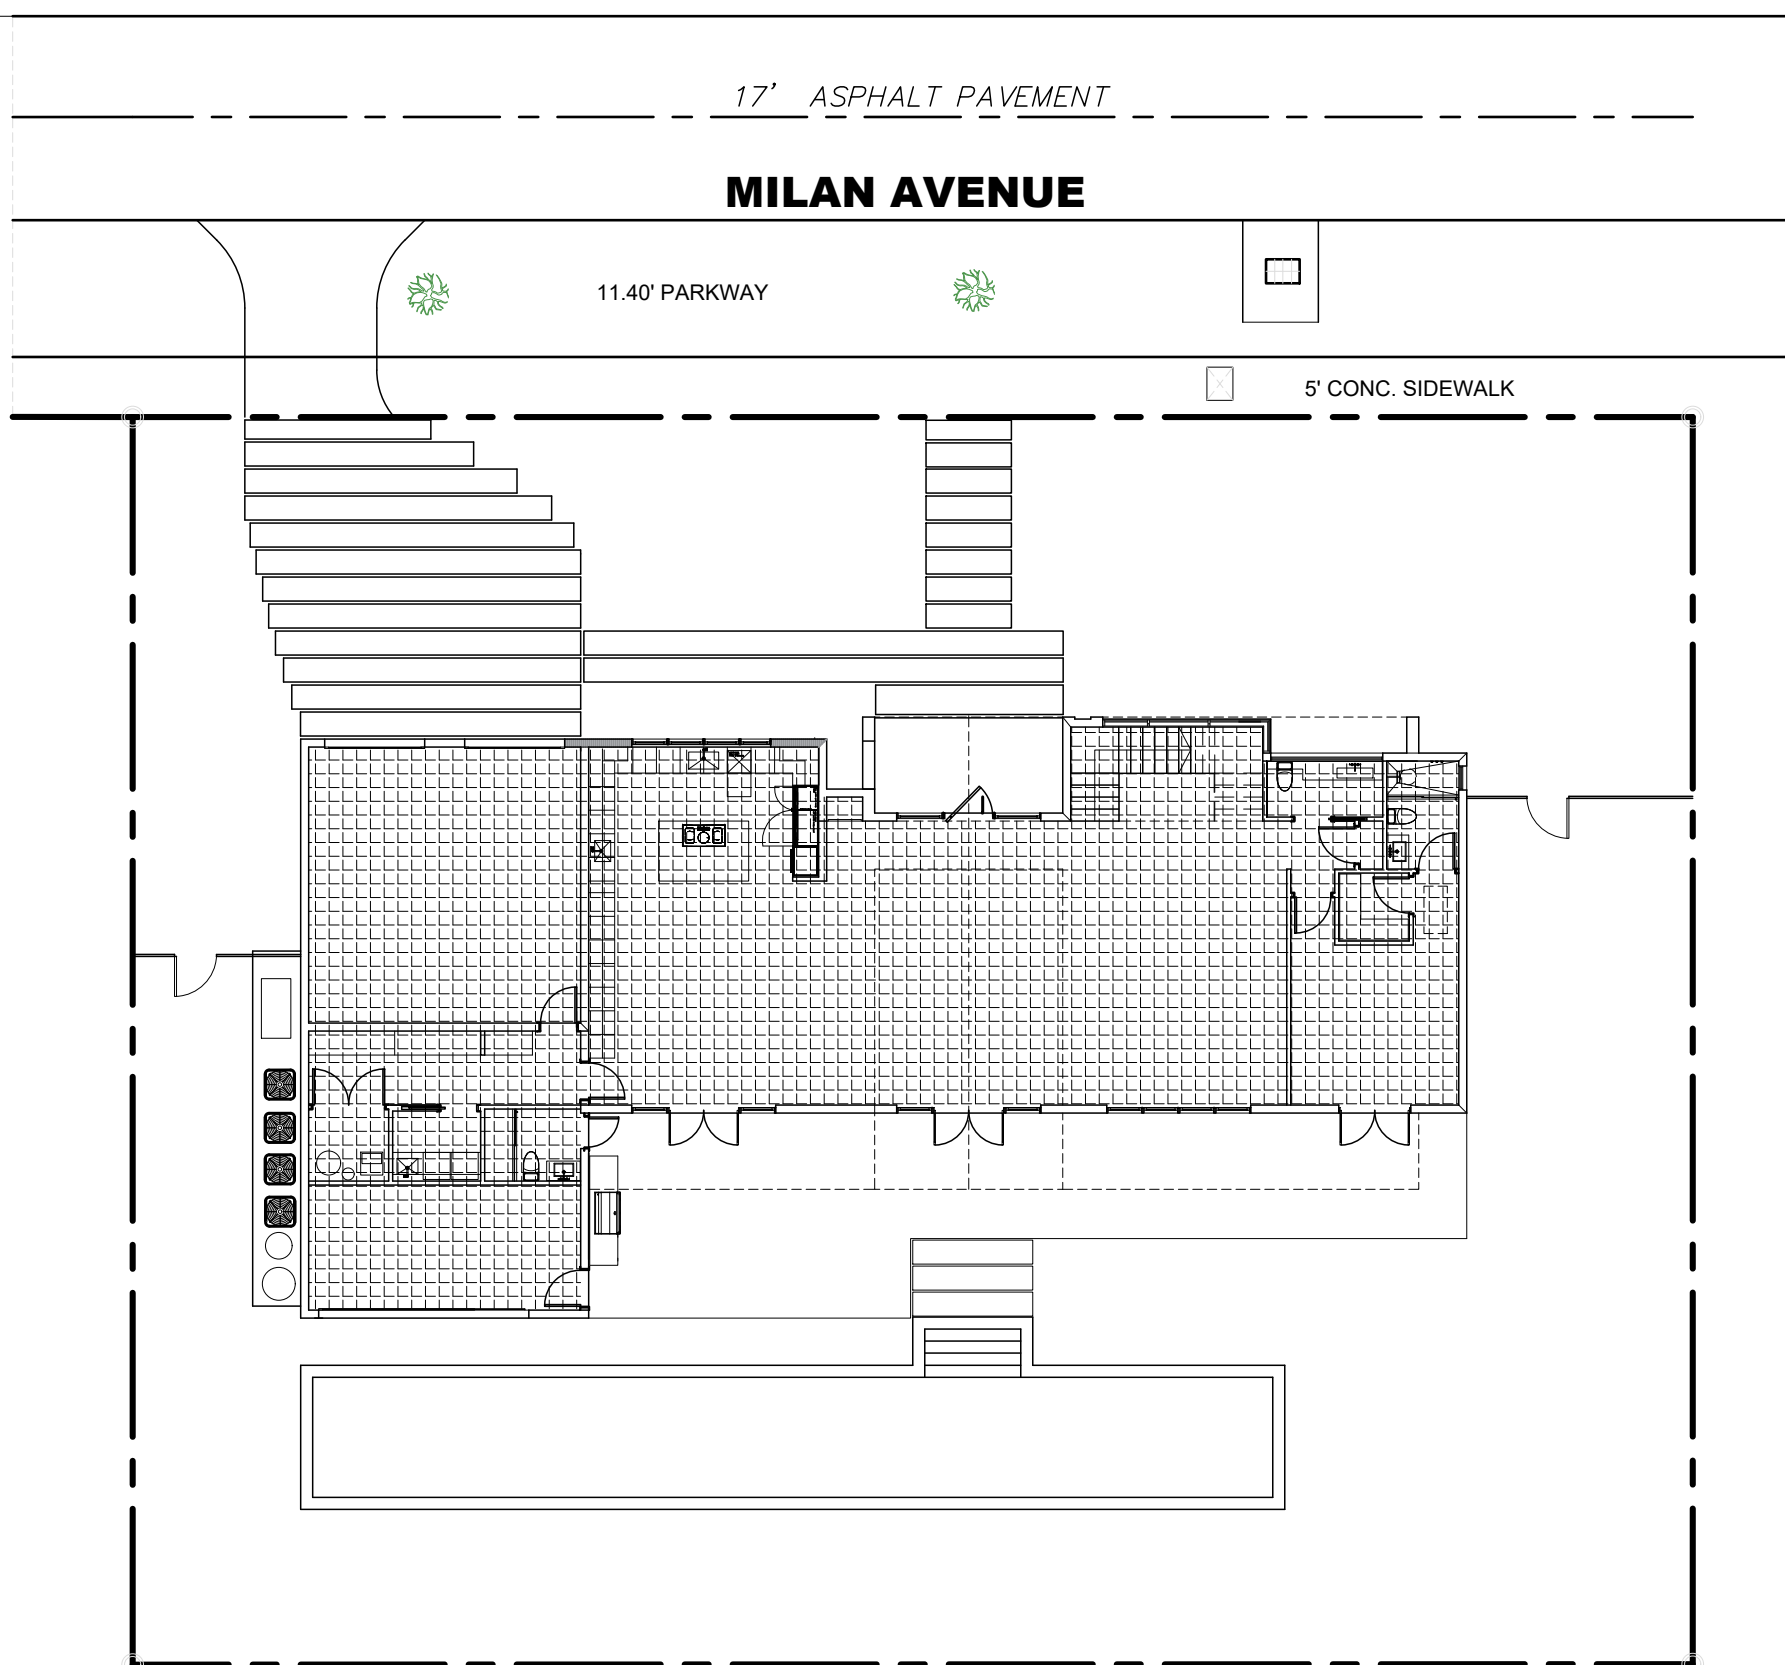 17' ASPHALT PAVEMENT
MILAN AVENUE
11.40' PARKWAY
5' CONC. SIDEWALK